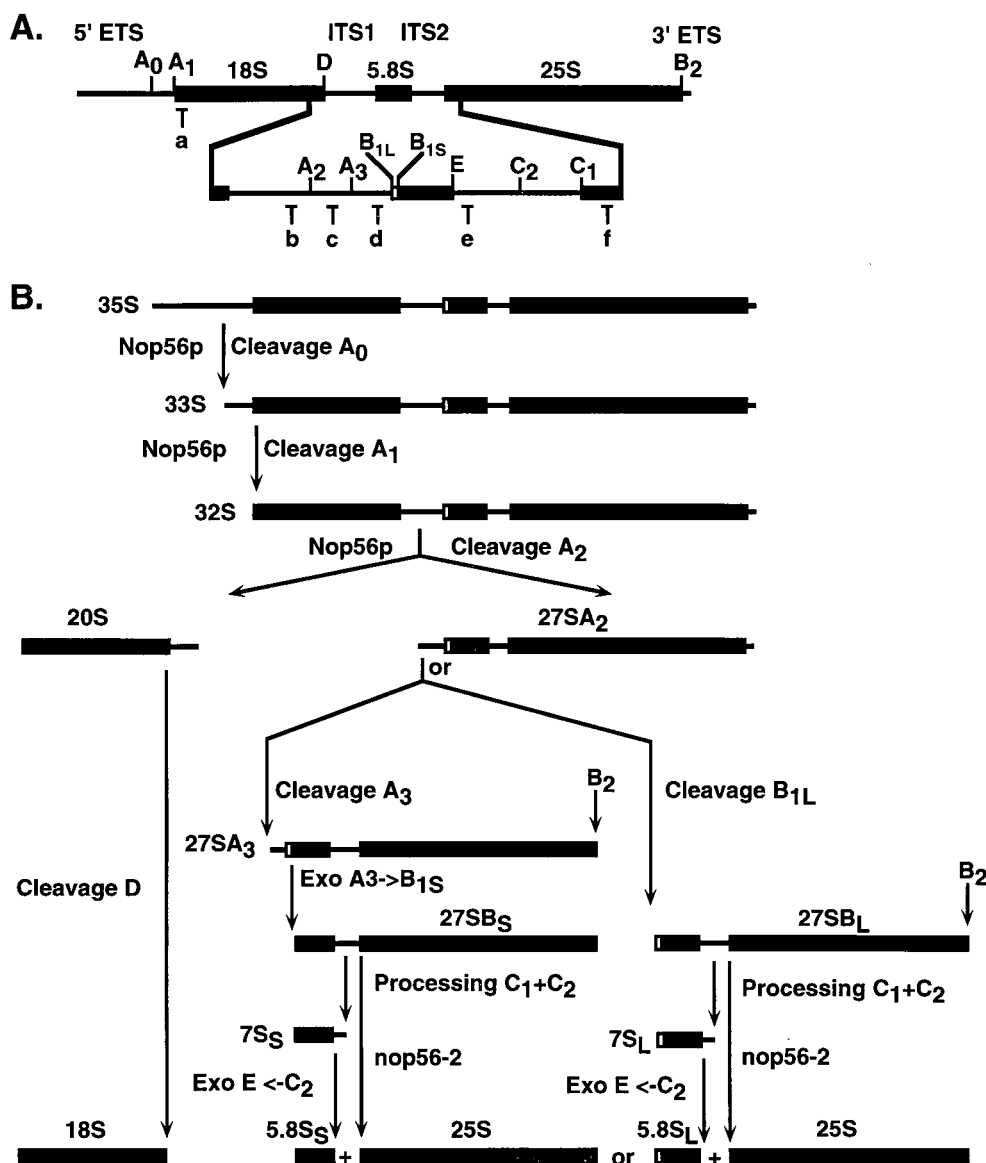 A.
5' ETS ITS1 ITS2 3' ETS
A0 A1 18S D 5.8S 25S B2
a
A2 A3 B1L B1S E C2 C1
b c d e f
B.
35S
Nop56p Cleavage A0
33S
Nop56p Cleavage A1
32S
Nop56p Cleavage A2
20S 27SA2
or
Cleavage A3 B2 Cleavage B1L
27SA3
Cleavage D Exo A3->B1S B2
27SBS 27SBL
Processing C1+C2 Processing C1+C2
7SS 7SL
nop56-2 nop56-2
Exo E <-C2 Exo E <-C2
18S 5.8SS 25S 5.8SL 25S
+ or +